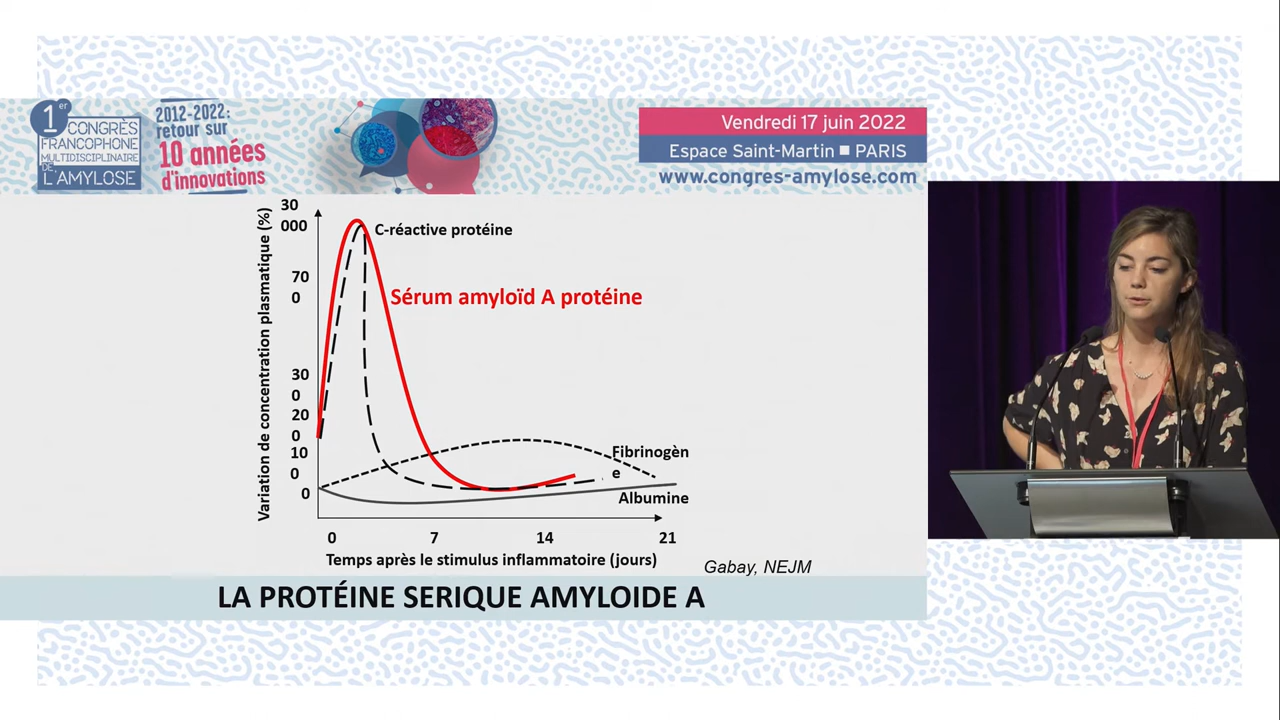 1er
CONGRÈS
FRANCOPHONE
MULTIDISCIPLINAIRE
DE
L'AMYLOSE
2012-2022:
retour sur
10 années
d'innovations
Vendredi 17 juin 2022
Espace Saint-Martin ■ PARIS
www.congres-amylose.com
Variation de concentration plasmatique (%)
30
000
70
0
30
0
20
0
10
0
0
C-réactive protéine
Sérum amyloïd A protéine
Fibrinogèn
e
Albumine
0 7 14 21
Temps après le stimulus inflammatoire (jours)
Gabay, NEJM
LA PROTÉINE SERIQUE AMYLOIDE A